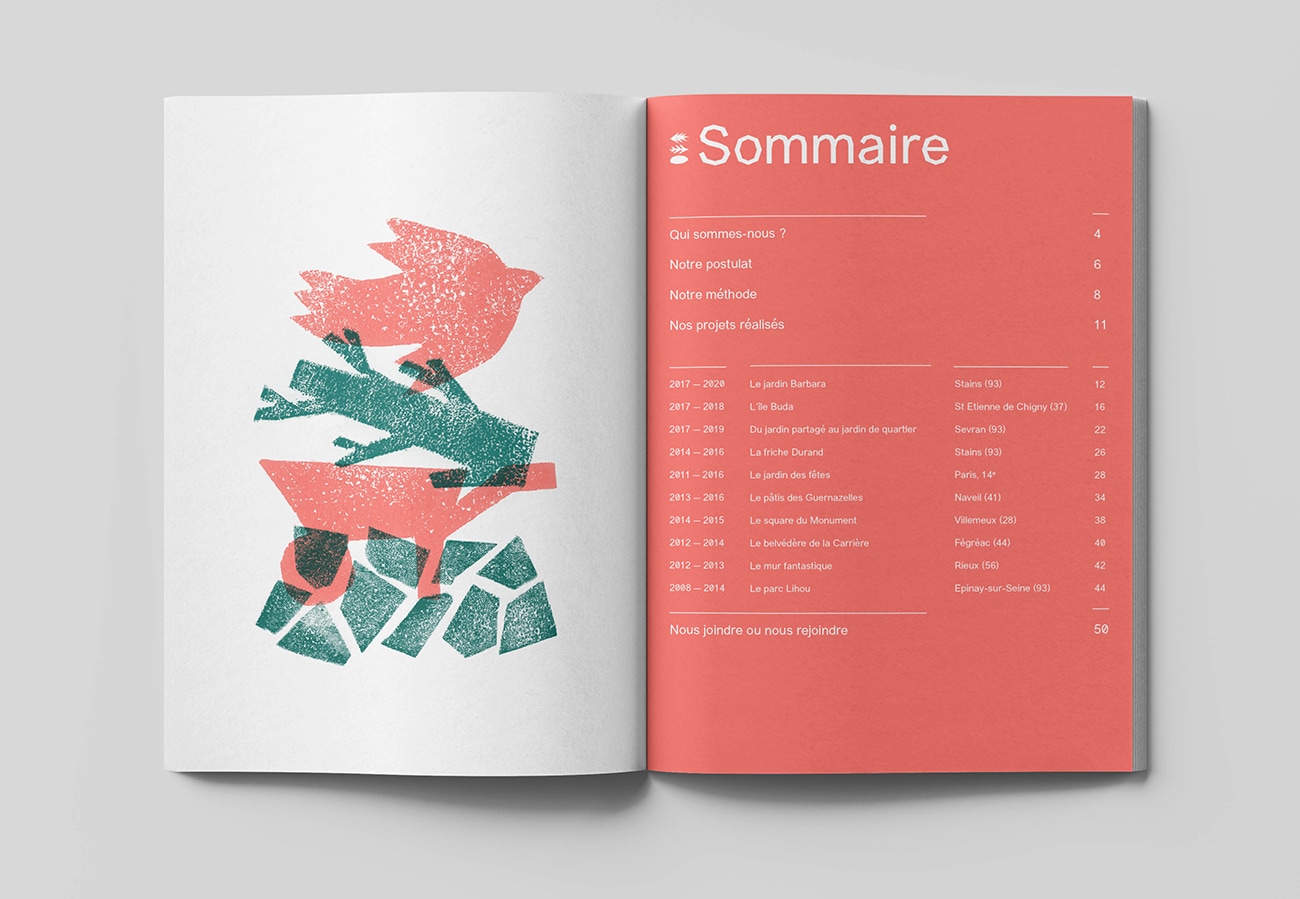 Sommaire
Qui sommes-nous ? 4
Notre postulat 6
Notre méthode 8
Nos projets réalisés 11
2017 — 2020 Le jardin Barbara Stains (93) 12
2017 — 2018 L'île Buda St Etienne de Chigny (37) 16
2017 — 2019 Du jardin partagé au jardin de quartier Sevran (93) 22
2014 — 2016 La friche Durand Stains (93) 26
2011 — 2016 Le jardin des fêtes Paris, 14e 28
2013 — 2016 Le pâtis des Guernazelles Naveil (41) 34
2014 — 2015 Le square du Monument Villemeux (28) 38
2012 — 2014 Le belvédère de la Carrière Fégréac (44) 40
2012 — 2013 Le mur fantastique Rieux (56) 42
2008 — 2014 Le parc Lihou Epinay-sur-Seine (93) 44
Nous joindre ou nous rejoindre 50